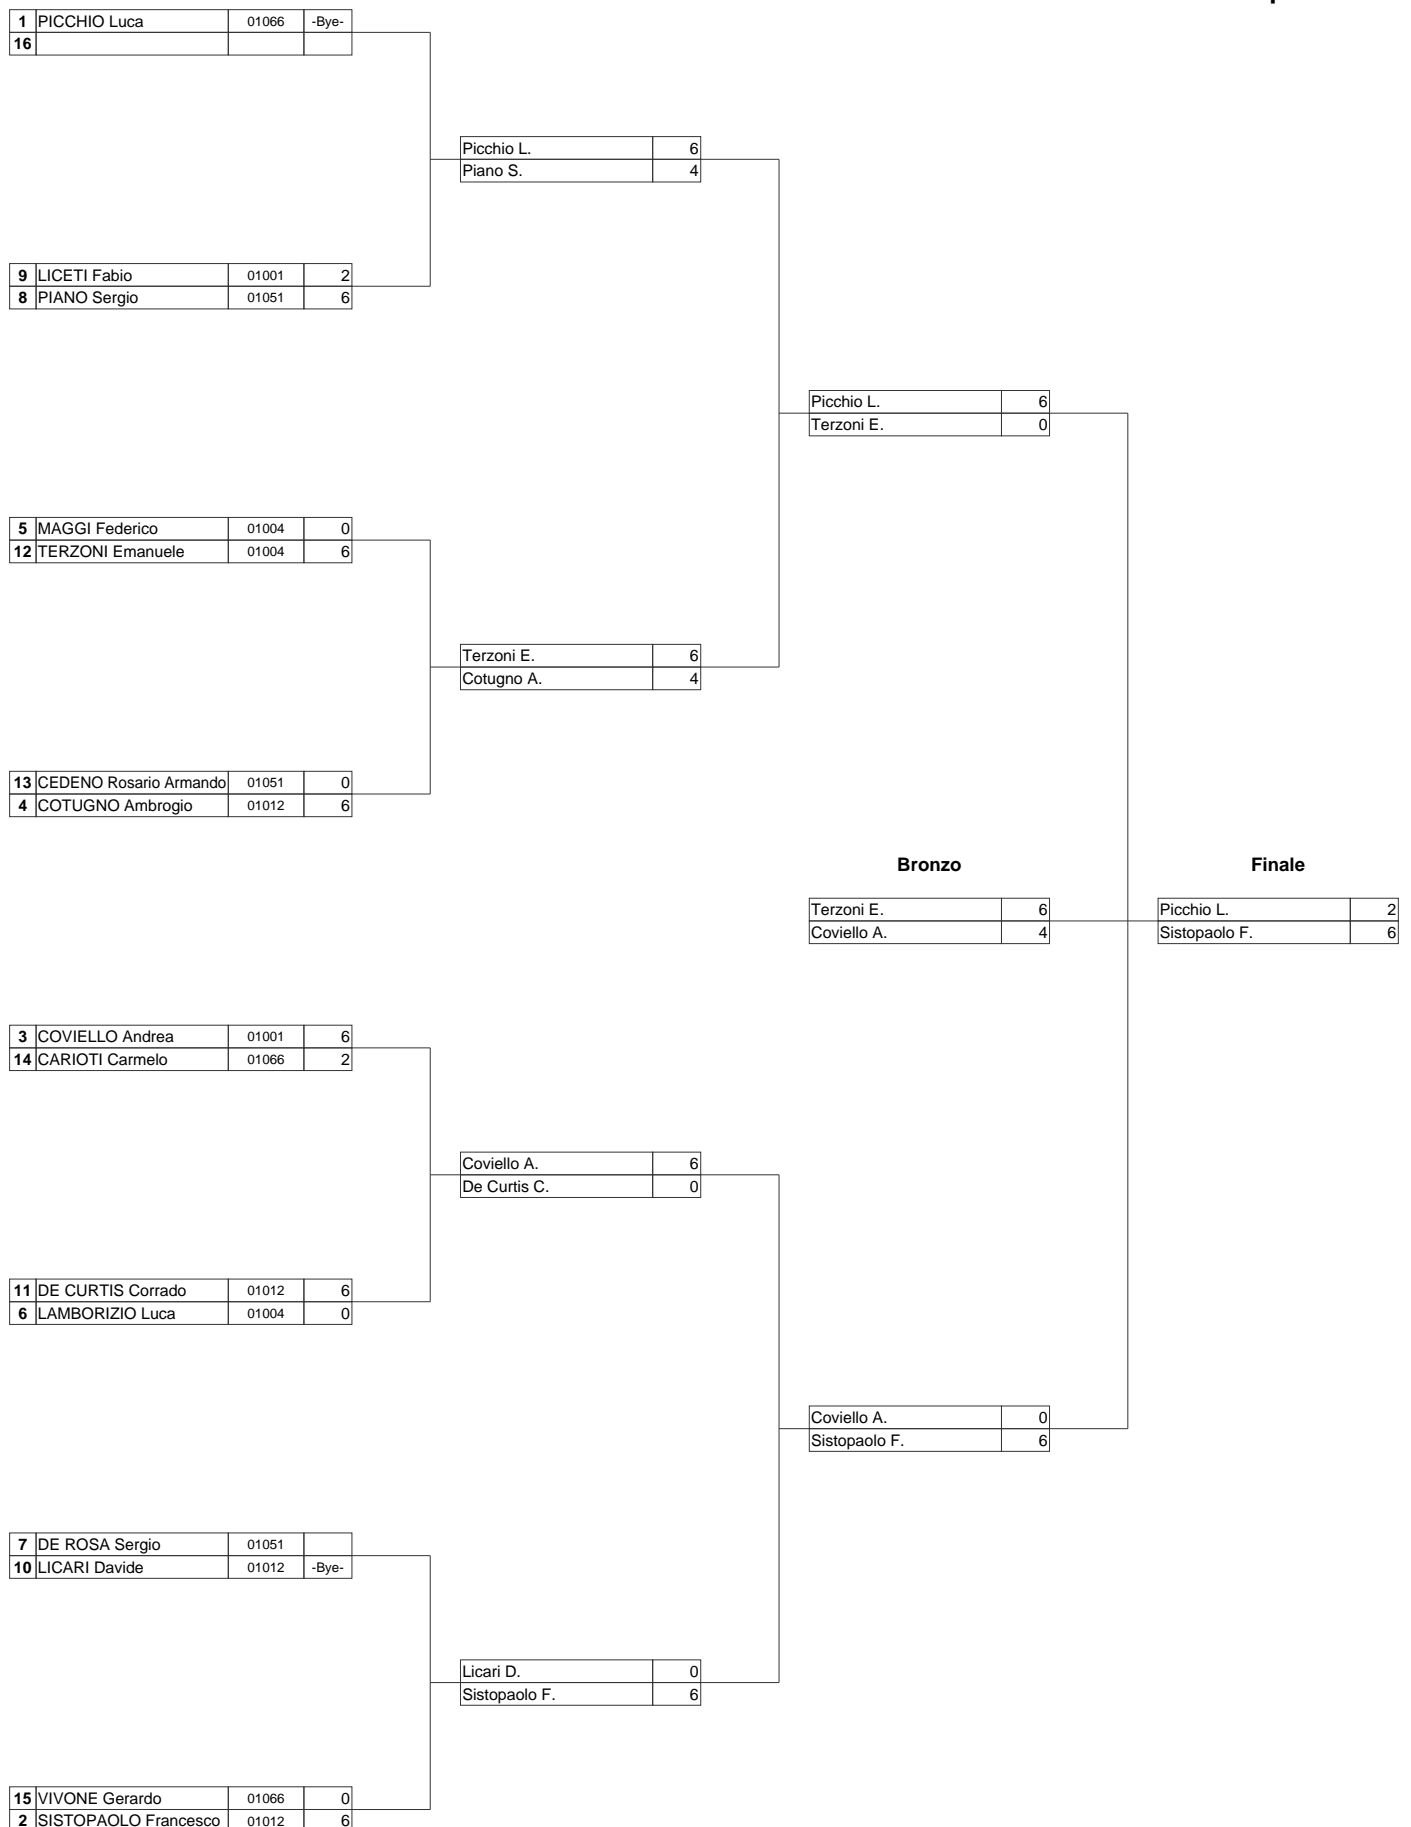 1 PICCHIO Luca 01066 -Bye-
16
Picchio L. 6
Piano S. 4
9 LICETI Fabio 01001 2
8 PIANO Sergio 01051 6
Picchio L. 6
Terzoni E. 0
5 MAGGI Federico 01004 0
12 TERZONI Emanuele 01004 6
Terzoni E. 6
Cotugno A. 4
13 CEDENO Rosario Armando 01051 0
4 COTUGNO Ambrogio 01012 6
Bronzo Finale
Terzoni E. 6 Picchio L. 2
Coviello A. 4 Sistopaolo F. 6
3 COVIELLO Andrea 01001 6
14 CARIOTI Carmelo 01066 2
Coviello A. 6
De Curtis C. 0
11 DE CURTIS Corrado 01012 6
6 LAMBORIZIO Luca 01004 0
Coviello A. 0
Sistopaolo F. 6
7 DE ROSA Sergio 01051
10 LICARI Davide 01012 -Bye-
Licari D. 0
Sistopaolo F. 6
15 VIVONE Gerardo 01066 0
2 SISTOPAOLO Francesco 01012 6